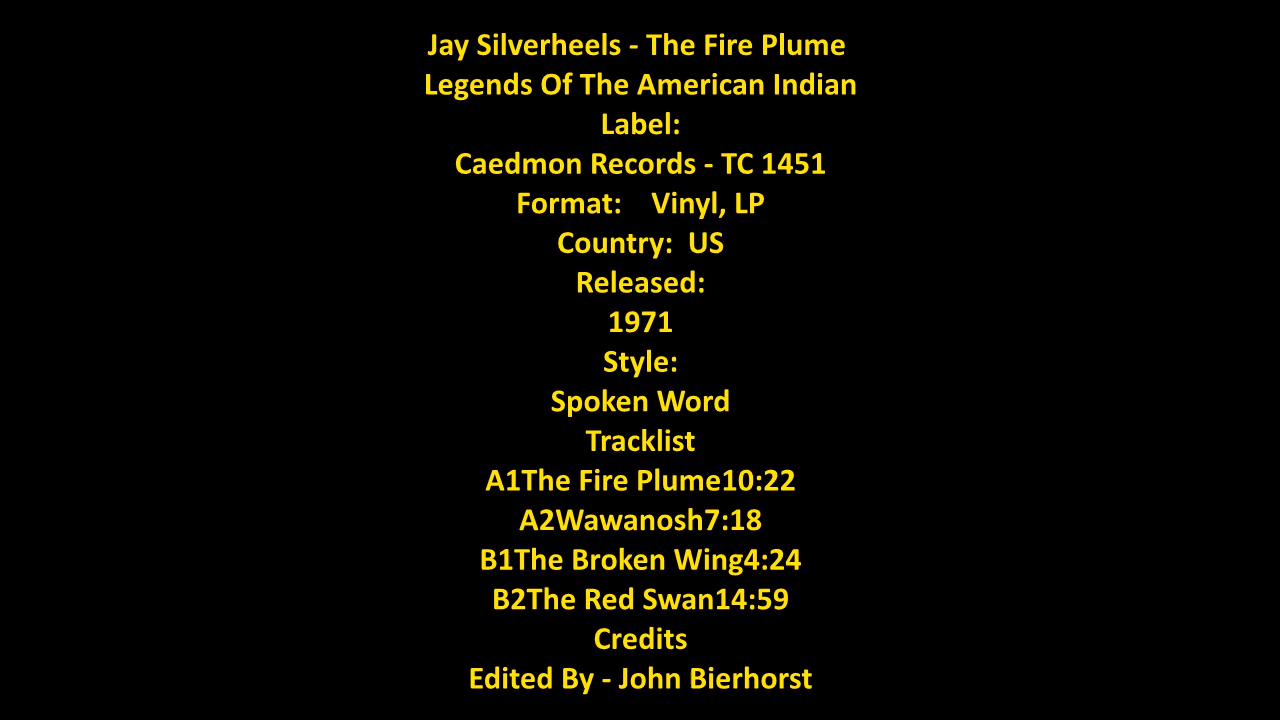 Jay Silverheels - The Fire Plume
Legends Of The American Indian
Label:
Caedmon Records - TC 1451
Format:    Vinyl, LP
Country:  US
Released:
1971
Style:
Spoken Word
Tracklist
A1The Fire Plume10:22
A2Wawanosh7:18
B1The Broken Wing4:24
B2The Red Swan14:59
Credits
Edited By - John Bierhorst